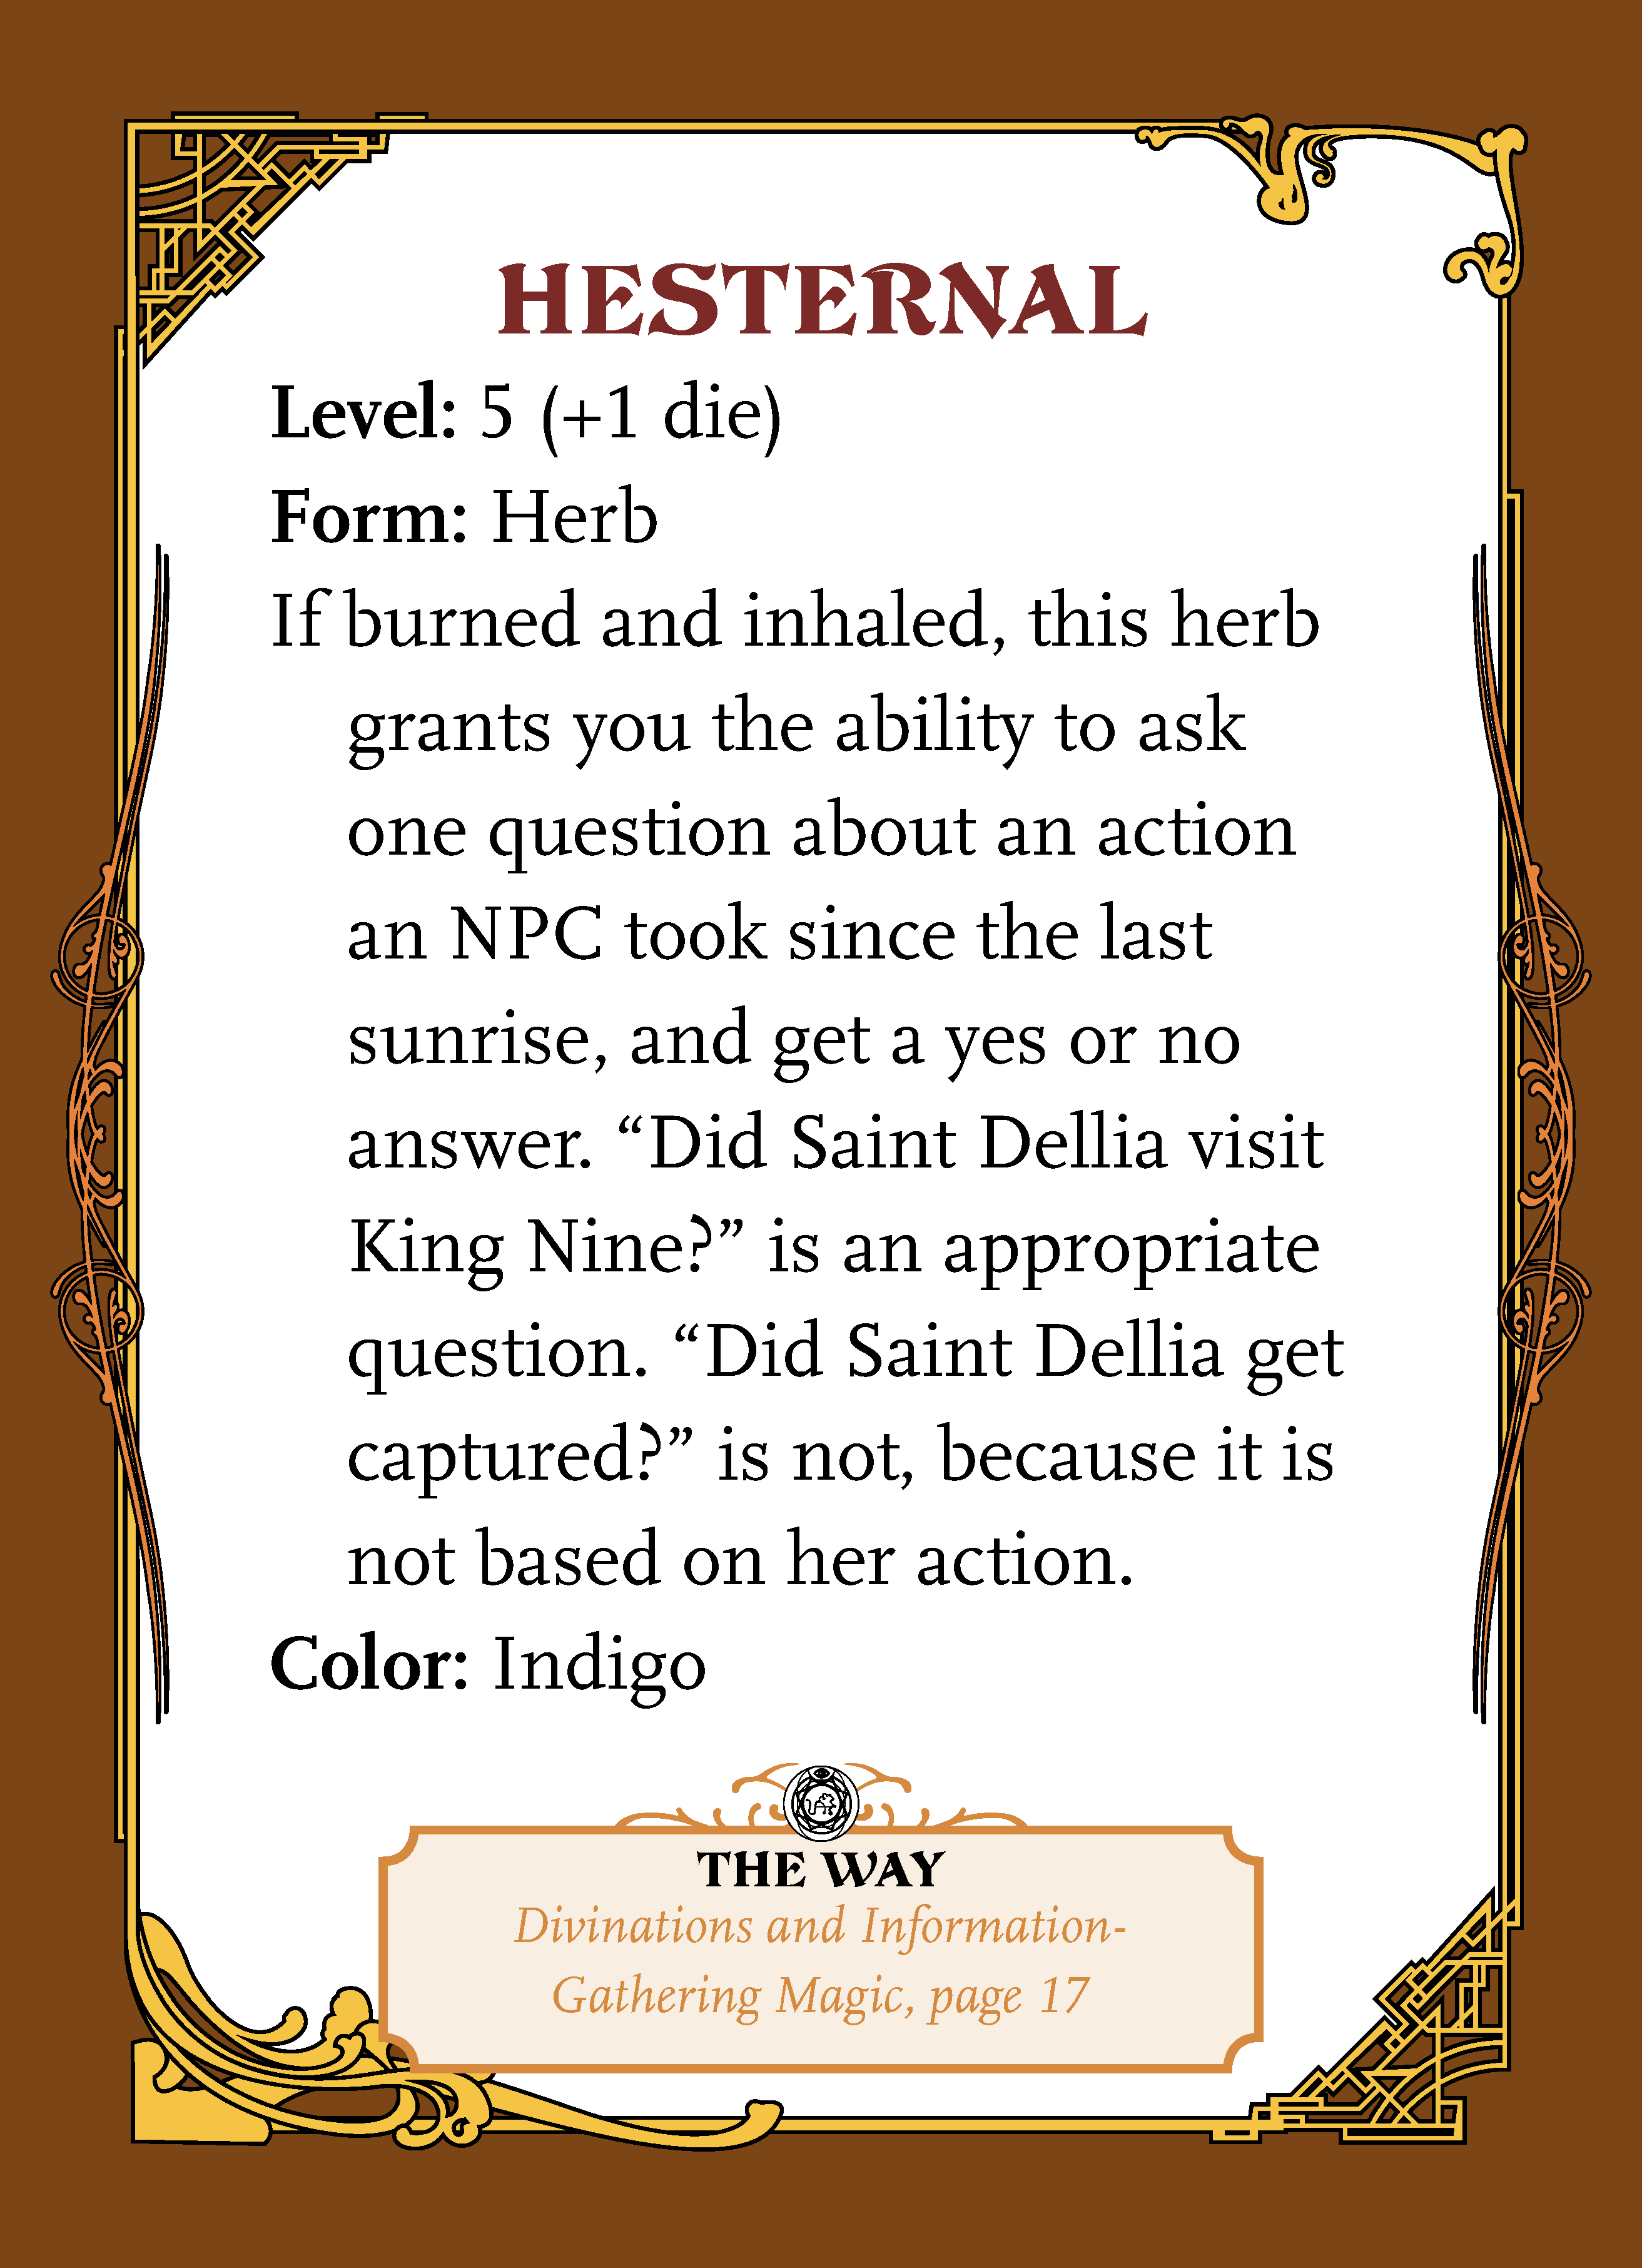 HESTERNAL
Level: 5 (+1 die)
Form: Herb
If burned and inhaled, this herb
grants you the ability to ask
one question about an action
an NPC took since the last
sunrise, and get a yes or no
answer. “Did Saint Dellia visit
King Nine?” is an appropriate
question. “Did Saint Dellia get
captured?” is not, because it is
not based on her action.
Color: Indigo
THE WAY
Divinations and Information-
Gathering Magic, page 17